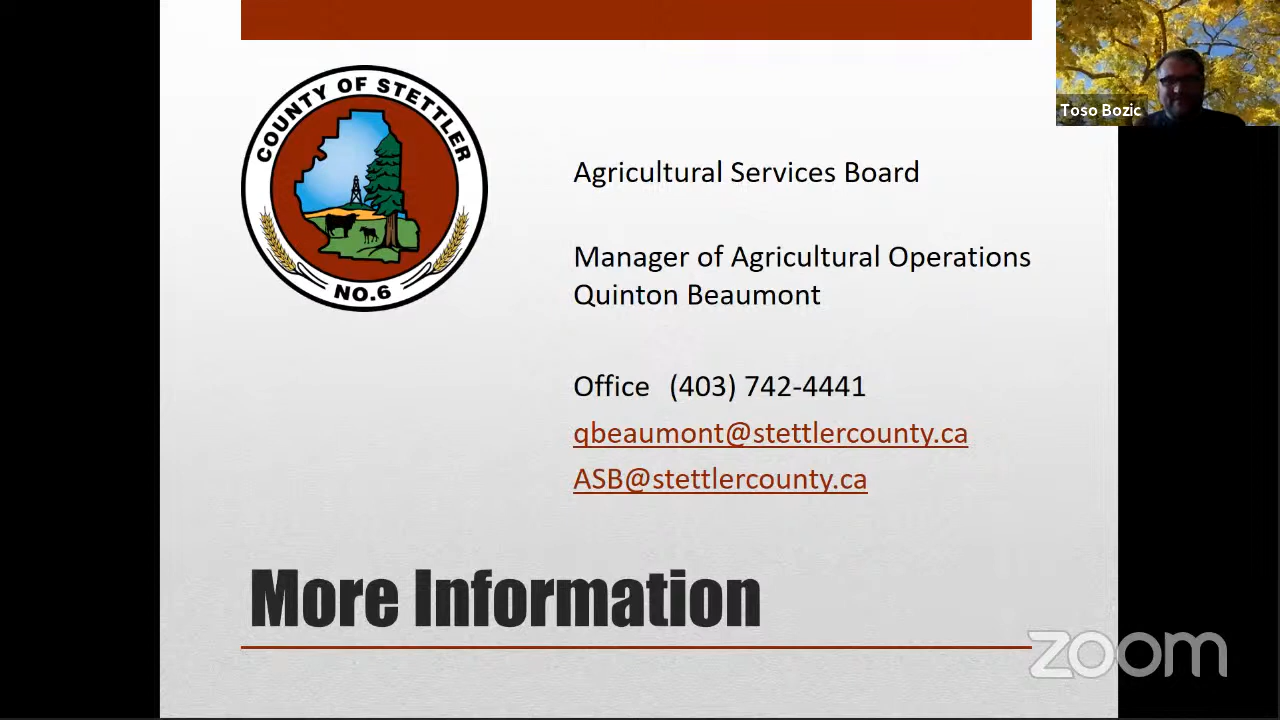 COUNTY OF STETTLER
NO.6
Toso Bozic
Agricultural Services Board
Manager of Agricultural Operations
Quinton Beaumont
Office (403) 742-4441
qbeaumont@stettlercounty.ca
ASB@stettlercounty.ca
More Information
zoom